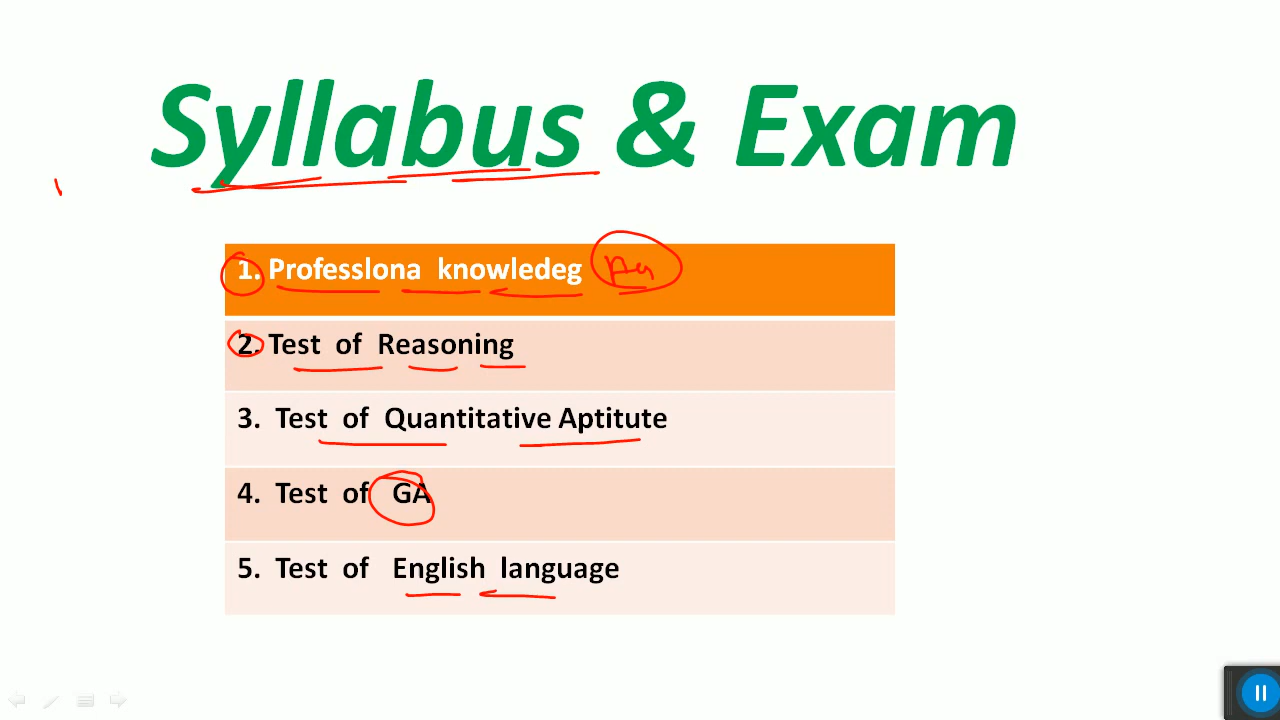 Syllabus & Exam
1. Professlona knowledeg
2. Test of Reasoning
3. Test of Quantitative Aptitute
4. Test of GA
5. Test of English language